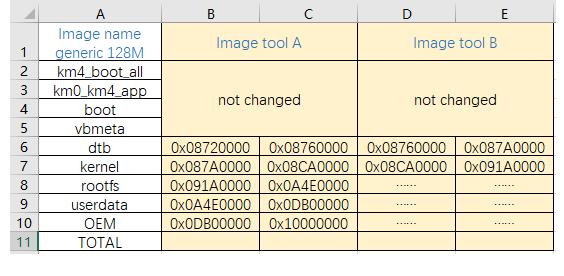 A B C D E
1 Image name generic 128M Image tool A Image tool B
2 km4_boot_all not changed not changed
3 km0_km4_app
4 boot
5 vbmeta
6 dtb 0x08720000 0x08760000 0x08760000 0x087A0000
7 kernel 0x087A0000 0x08CA0000 0x08CA0000 0x091A0000
8 rootfs 0x091A0000 0x0A4E0000 …… ……
9 userdata 0x0A4E0000 0x0DB00000 …… ……
10 OEM 0x0DB00000 0x10000000 …… ……
11 TOTAL